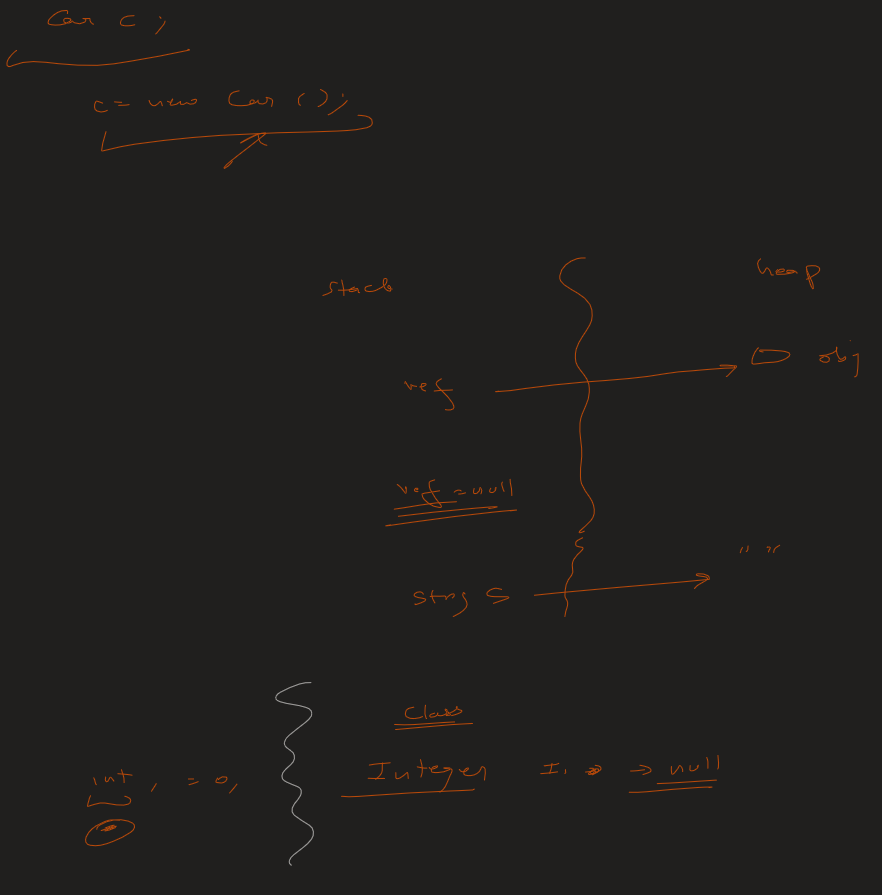 Car c ;
c = new Car ( );
stack heap
ref obj
ref = null
" "
Strg S
Class
int , = 0, Integer I, → null